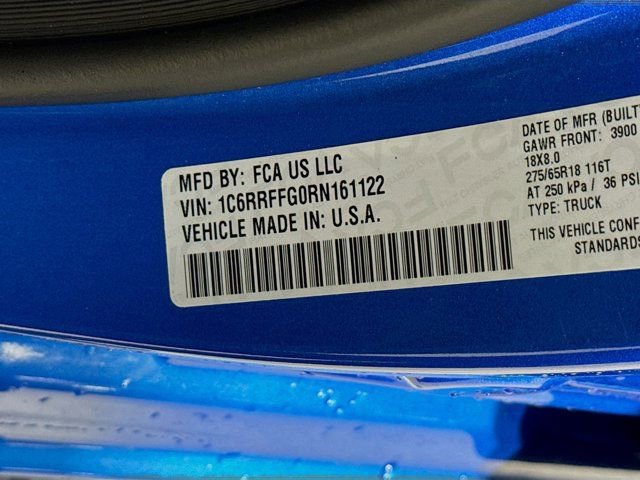 MFD BY: FCA US LLC
VIN: 1C6RRFFG0RN161122
VEHICLE MADE IN: U.S.A.
DATE OF MFR (BUILT
GAWR FRONT: 3900
18X8.0
275/65R18 116T
AT 250 kPa / 36 PSI
TYPE: TRUCK
THIS VEHICLE CONF
STANDARDS